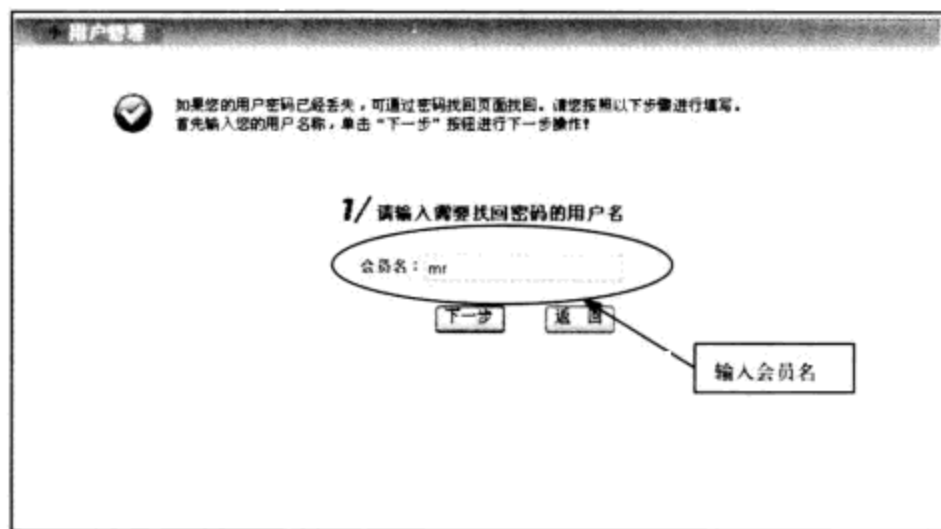 用户管理
如果您的用户密码已经丢失，可通过密码找回页面找回。请您按照以下步骤进行填写。
首先输入您的用户名称，单击“下一步”按钮进行下一步操作！
1/ 请输入需要找回密码的用户名
会员名： mr
下一步 返 回
输入会员名